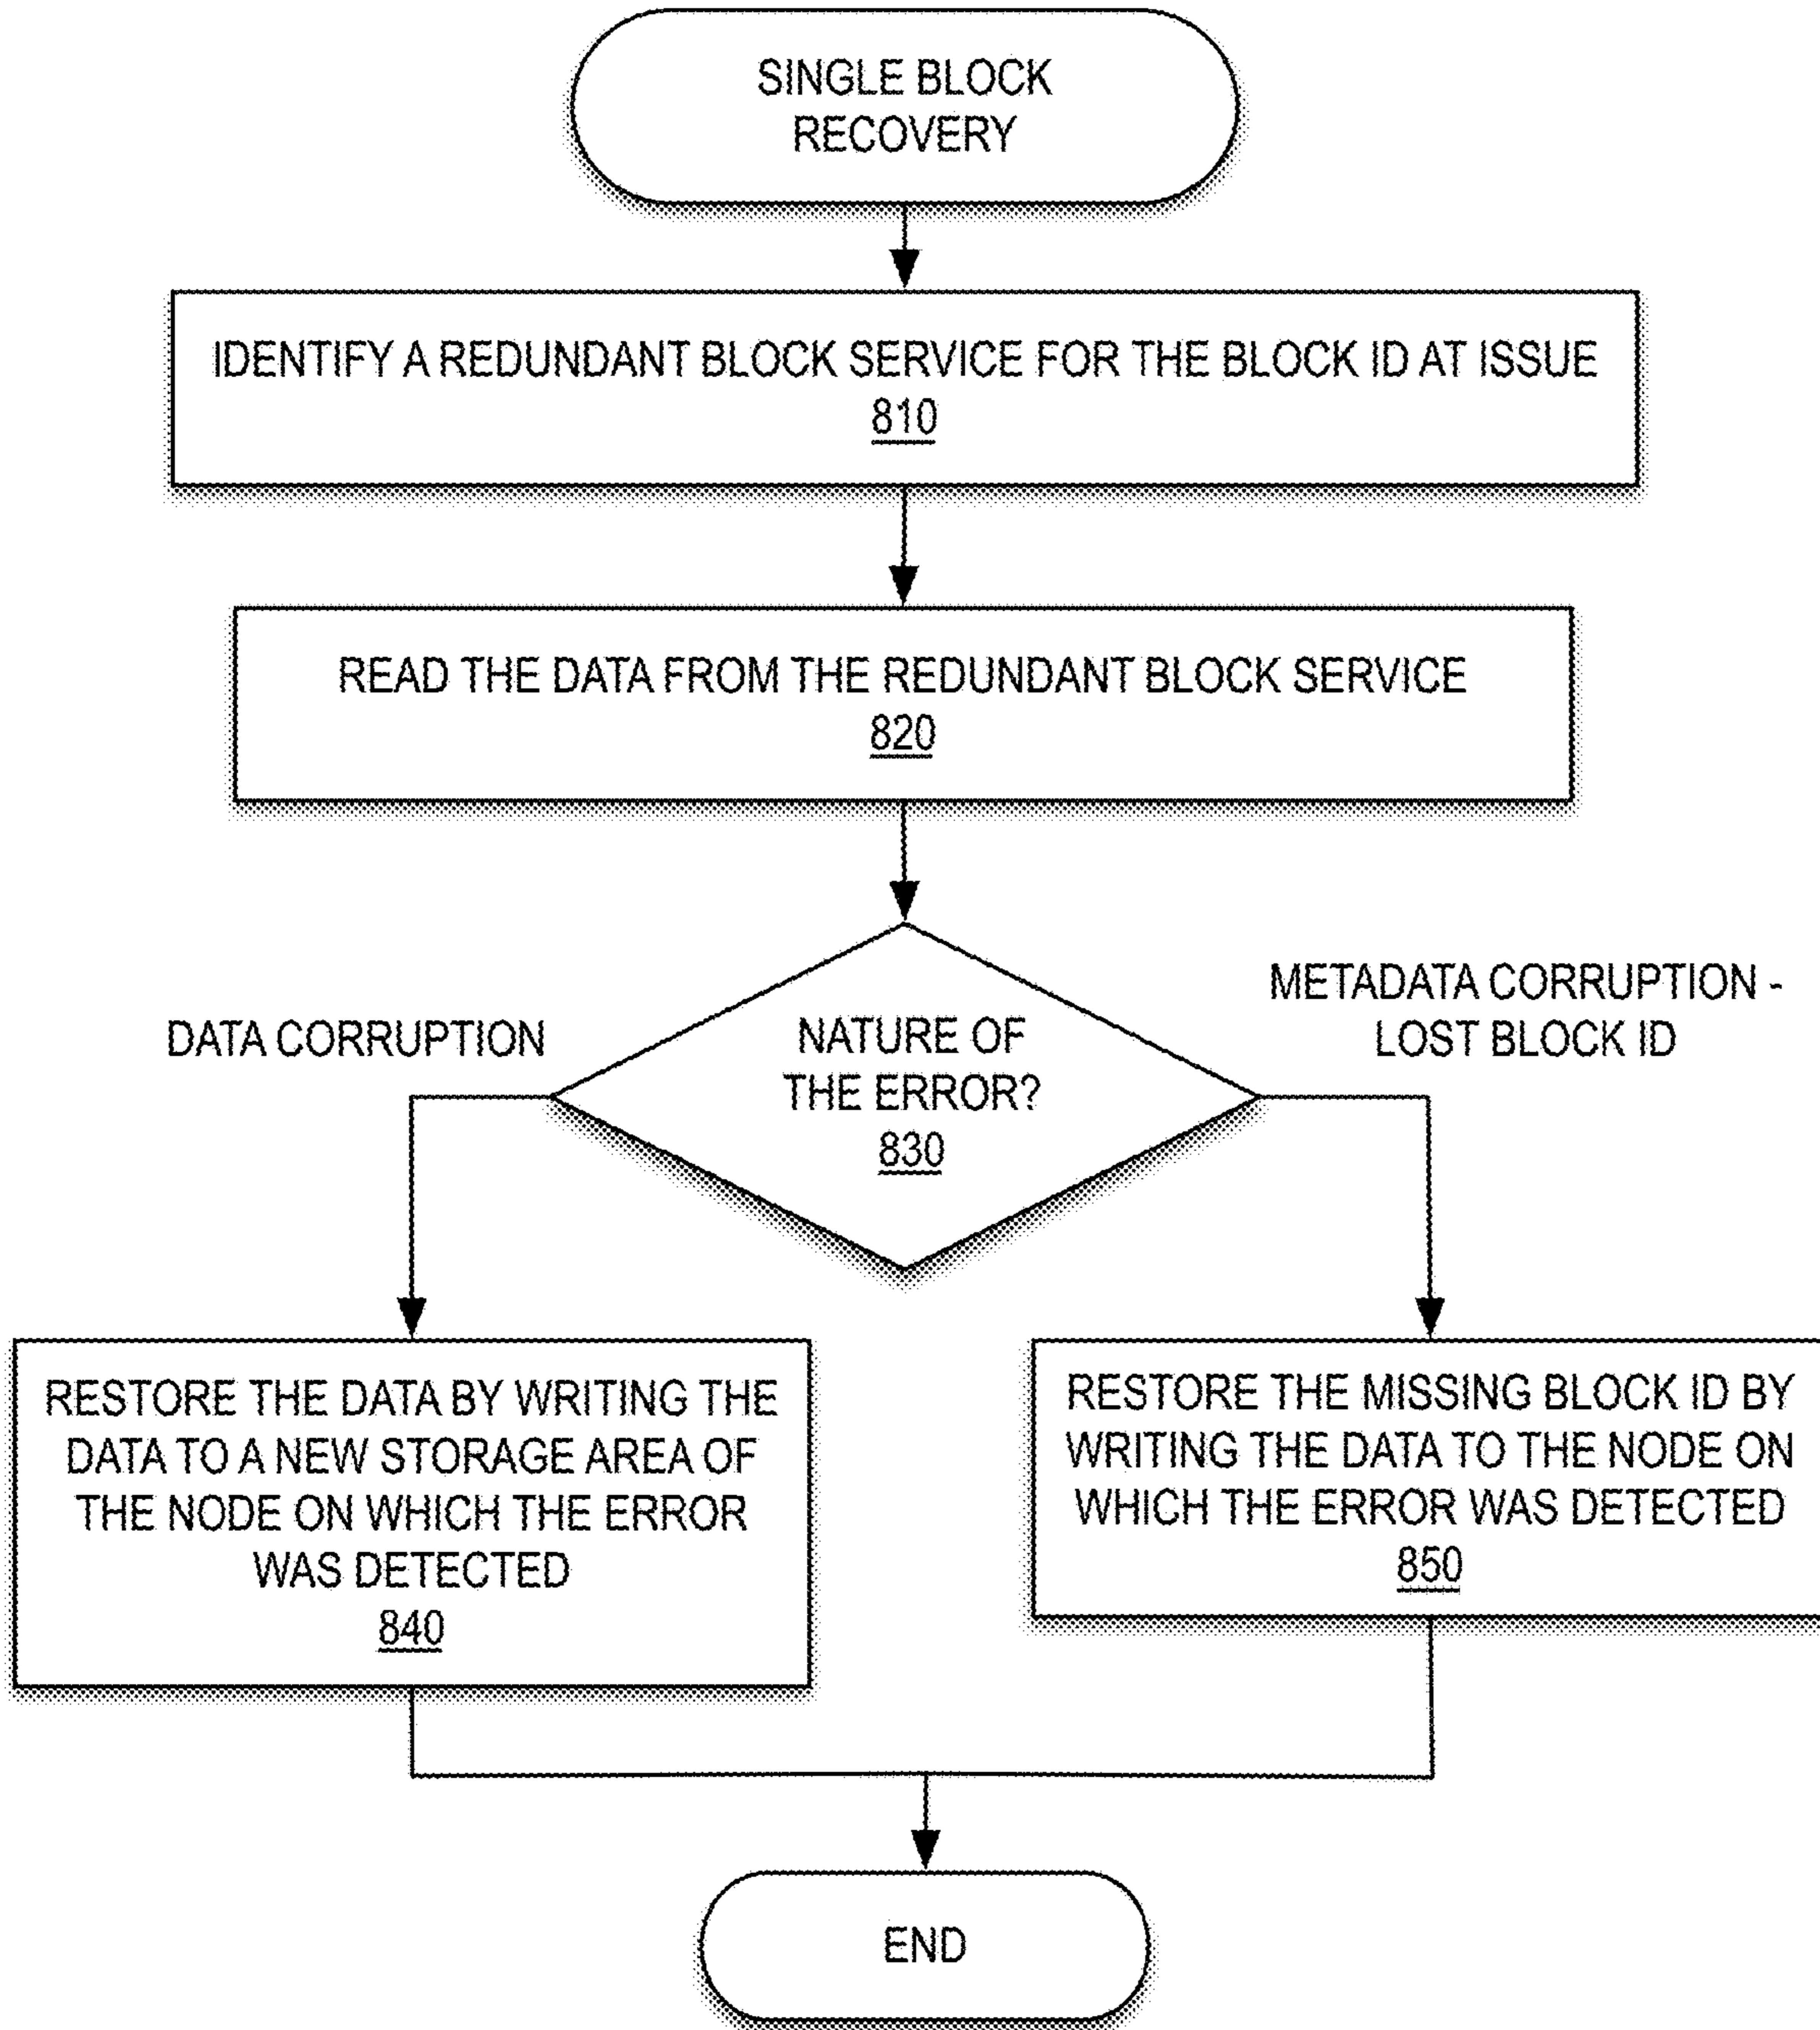 SINGLE BLOCK
RECOVERY
IDENTIFY A REDUNDANT BLOCK SERVICE FOR THE BLOCK ID AT ISSUE
810
READ THE DATA FROM THE REDUNDANT BLOCK SERVICE
820
DATA CORRUPTION
NATURE OF
THE ERROR?
830
METADATA CORRUPTION -
LOST BLOCK ID
RESTORE THE DATA BY WRITING THE
DATA TO A NEW STORAGE AREA OF
THE NODE ON WHICH THE ERROR
WAS DETECTED
840
RESTORE THE MISSING BLOCK ID BY
WRITING THE DATA TO THE NODE ON
WHICH THE ERROR WAS DETECTED
850
END